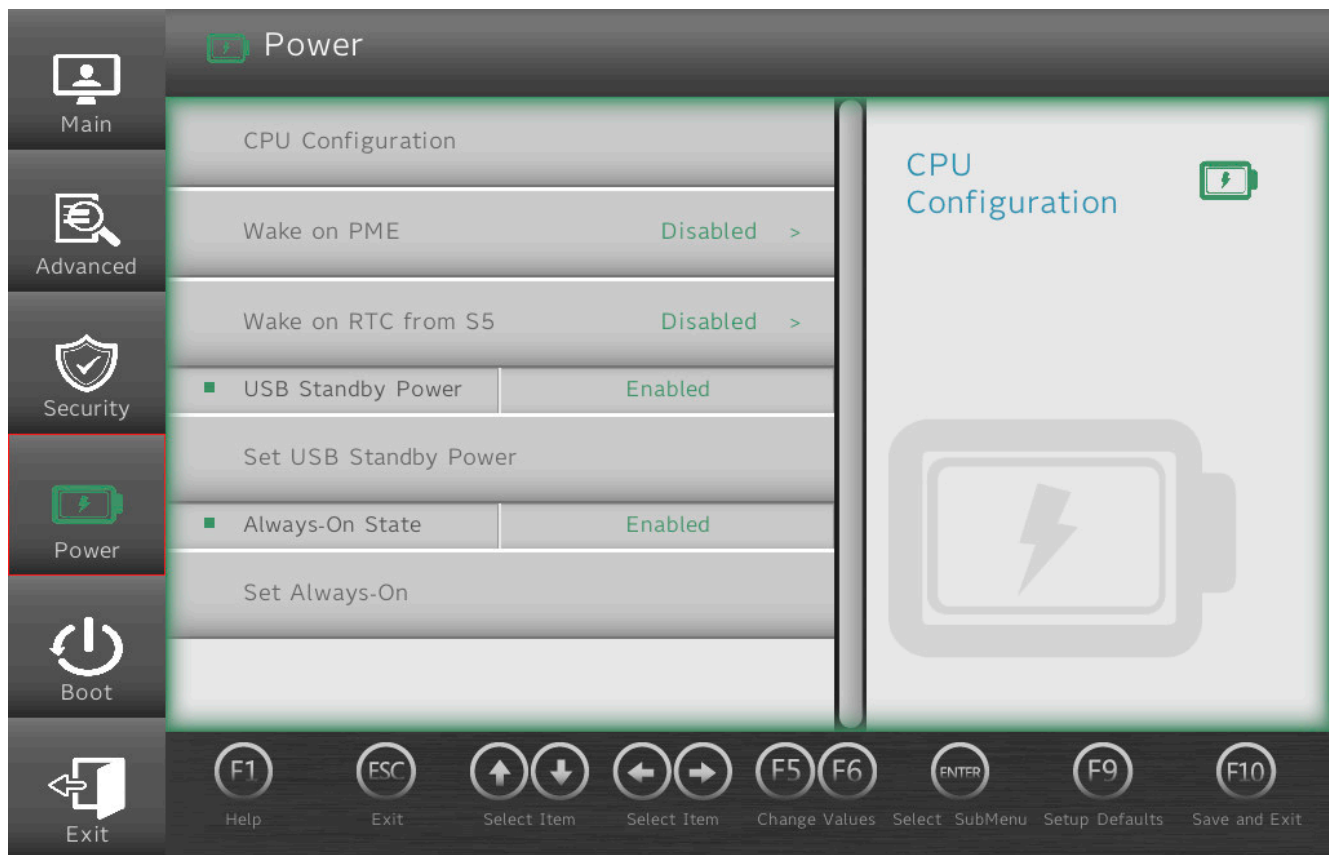 Main
Advanced
Security
Power
Boot
Exit
Power
CPU Configuration
Wake on PME Disabled >
Wake on RTC from S5 Disabled >
USB Standby Power Enabled
Set USB Standby Power
Always-On State Enabled
Set Always-On
CPU
Configuration
F1 ESC F5 F6 ENTER F9 F10
Help Exit Select Item Select Item Change Values Select SubMenu Setup Defaults Save and Exit